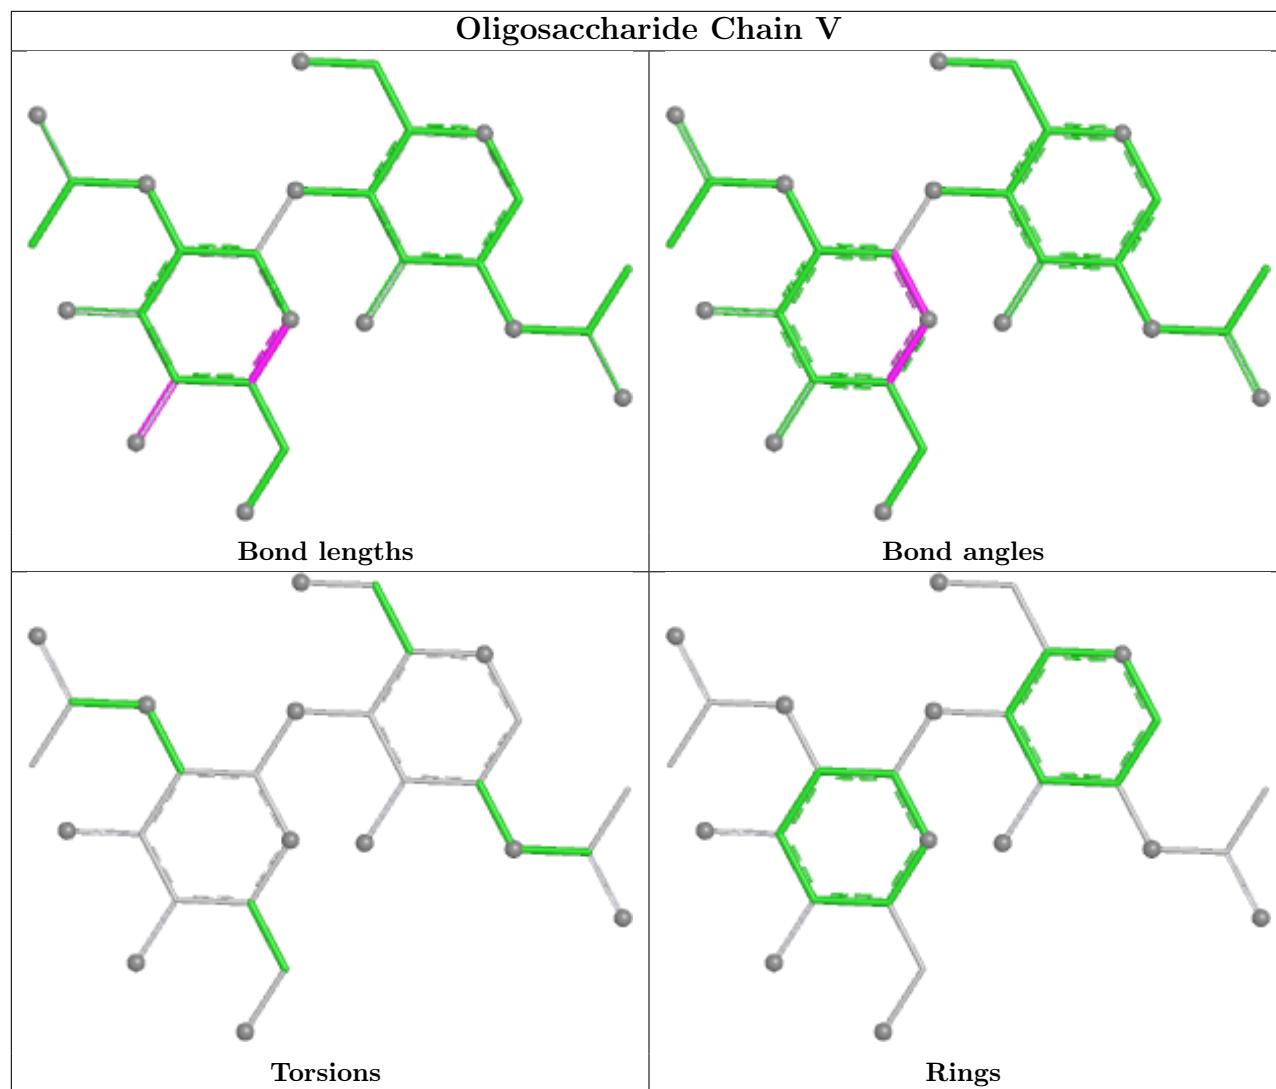 Oligosaccharide Chain V
Bond lengths
Bond angles
Torsions
Rings